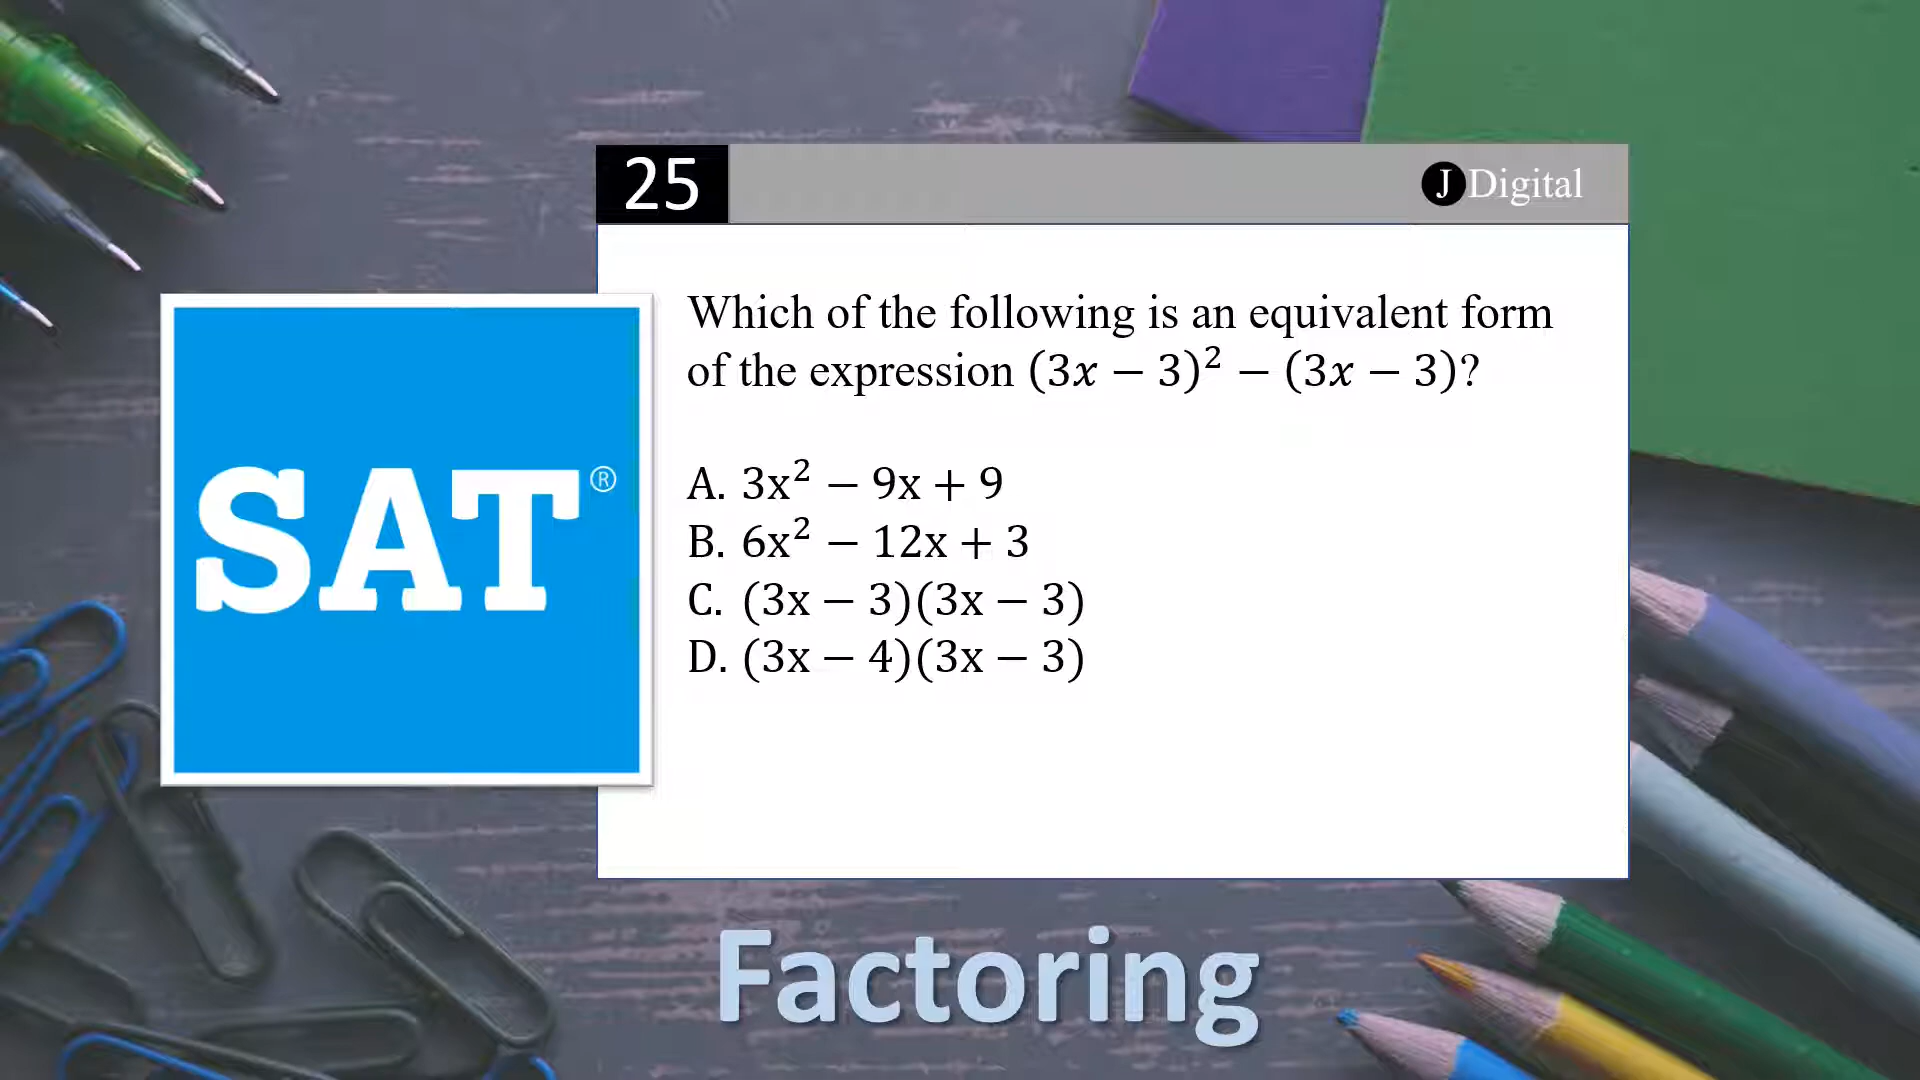 25
J Digital
Which of the following is an equivalent form
of the expression (3x − 3)² − (3x − 3)?
SAT®
A. 3x² − 9x + 9
B. 6x² − 12x + 3
C. (3x − 3)(3x − 3)
D. (3x − 4)(3x − 3)
Factoring